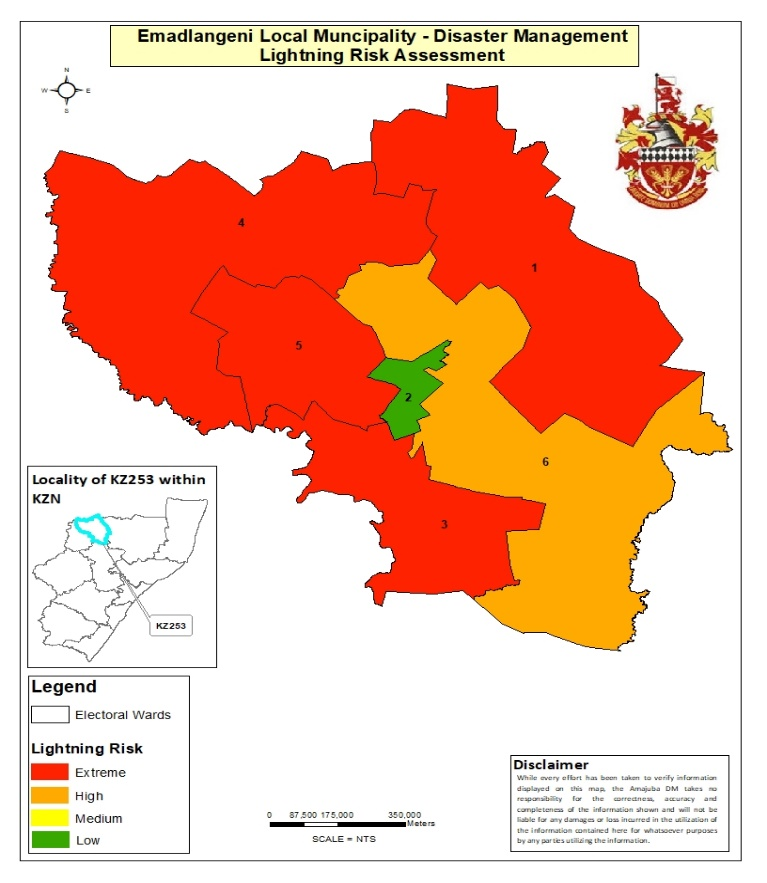 Emadlangeni Local Muncipality - Disaster Management
Lightning Risk Assessment
N
W
E
S
4
1
5
2
6
3
Locality of KZ253 within
KZN
KZ253
Legend
Electoral Wards
Lightning Risk
Extreme
High
Medium
Low
0 87,500 175,000 350,000
Meters
SCALE = NTS
Disclaimer
While every effort has been taken to verify information
displayed on this map, the Amajuba DM takes no
responsibility for the correctness, accuracy and
completeness of the information shown and will not be
liable for any damages or loss incurred in the utilization of
the information contained here for whatsoever purposes
by any parties utilizing the information.